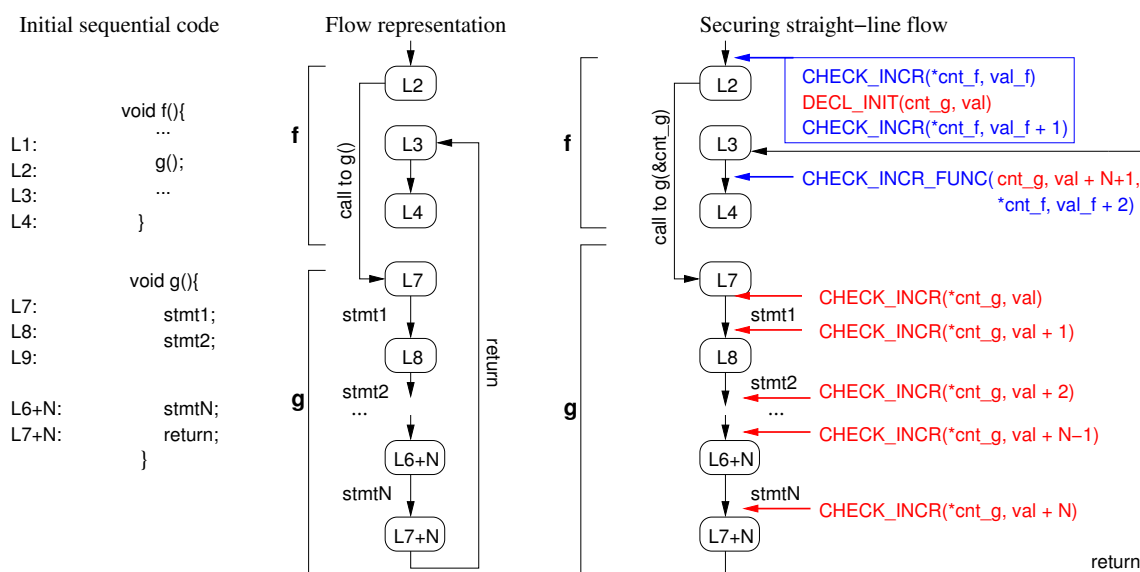 Initial sequential code
void f(){
...
L1:
L2: g();
L3: ...
L4: }
void g(){
L7: stmt1;
L8: stmt2;
L9:
L6+N: stmtN;
L7+N: return;
}
Flow representation
f
L2
L3
L4
call to g()
g
L7
stmt1
L8
stmt2
...
L6+N
stmtN
L7+N
return
Securing straight−line flow
f
L2
CHECK_INCR(*cnt_f, val_f)
DECL_INIT(cnt_g, val)
CHECK_INCR(*cnt_f, val_f + 1)
L3
CHECK_INCR_FUNC( cnt_g, val + N+1,
*cnt_f, val_f + 2)
L4
call to g(&cnt_g)
g
L7
CHECK_INCR(*cnt_g, val)
stmt1
CHECK_INCR(*cnt_g, val + 1)
L8
stmt2
CHECK_INCR(*cnt_g, val + 2)
...
CHECK_INCR(*cnt_g, val + N−1)
L6+N
stmtN
CHECK_INCR(*cnt_g, val + N)
L7+N
return